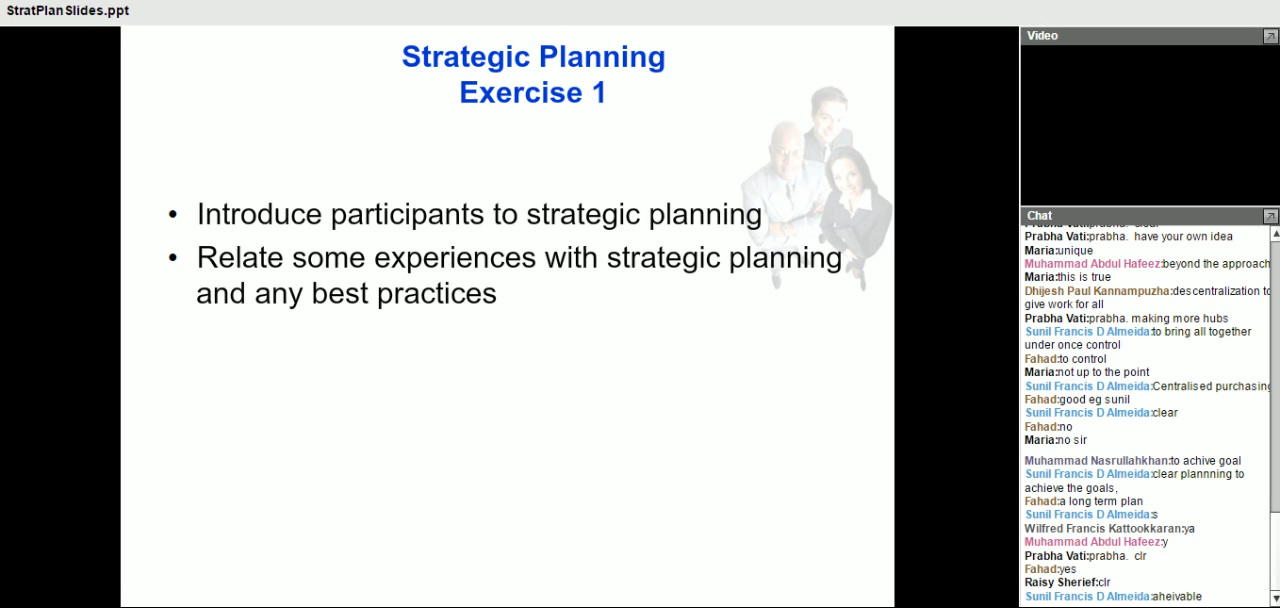 StratPlanSlides.ppt
Strategic Planning
Exercise 1
• Introduce participants to strategic planning
• Relate some experiences with strategic planning
and any best practices
Video
Chat
Prabha Vati:prabha. have your own idea
Maria:unique
Muhammad Abdul Hafeez:beyond the approach
Maria:this is true
Dhijesh Paul Kannampuzha:descentralization to
give work for all
Prabha Vati:prabha. making more hubs
Sunil Francis D Almeida:to bring all together
under once control
Fahad:to control
Maria:not up to the point
Sunil Francis D Almeida:Centralised purchasing
Fahad:good eg sunil
Sunil Francis D Almeida:clear
Fahad:no
Maria:no sir
Muhammad Nasrullahkhan:to achive goal
Sunil Francis D Almeida:clear plannning to
achieve the goals,
Fahad:a long term plan
Sunil Francis D Almeida:s
Wilfred Francis Kattookkaran:ya
Muhammad Abdul Hafeez:y
Prabha Vati:prabha. clr
Fahad:yes
Raisy Sherief:clr
Sunil Francis D Almeida:aheivable